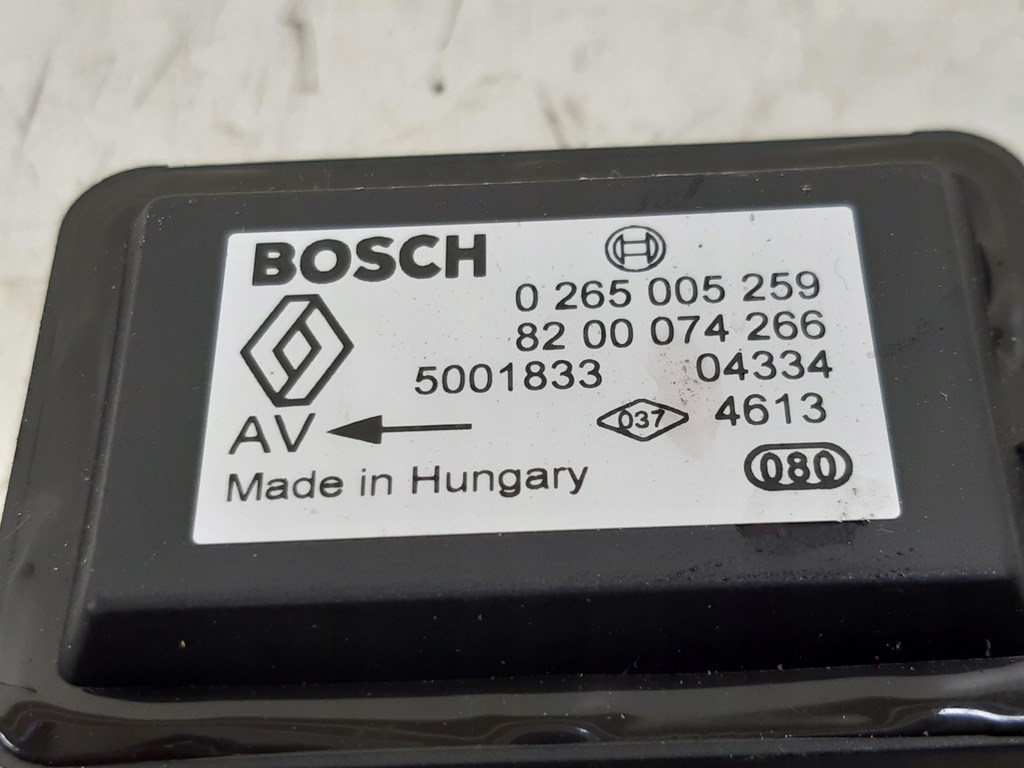 BOSCH
0 265 005 259
82 00 074 266
5001833 04334
037 4613
AV
080
Made in Hungary